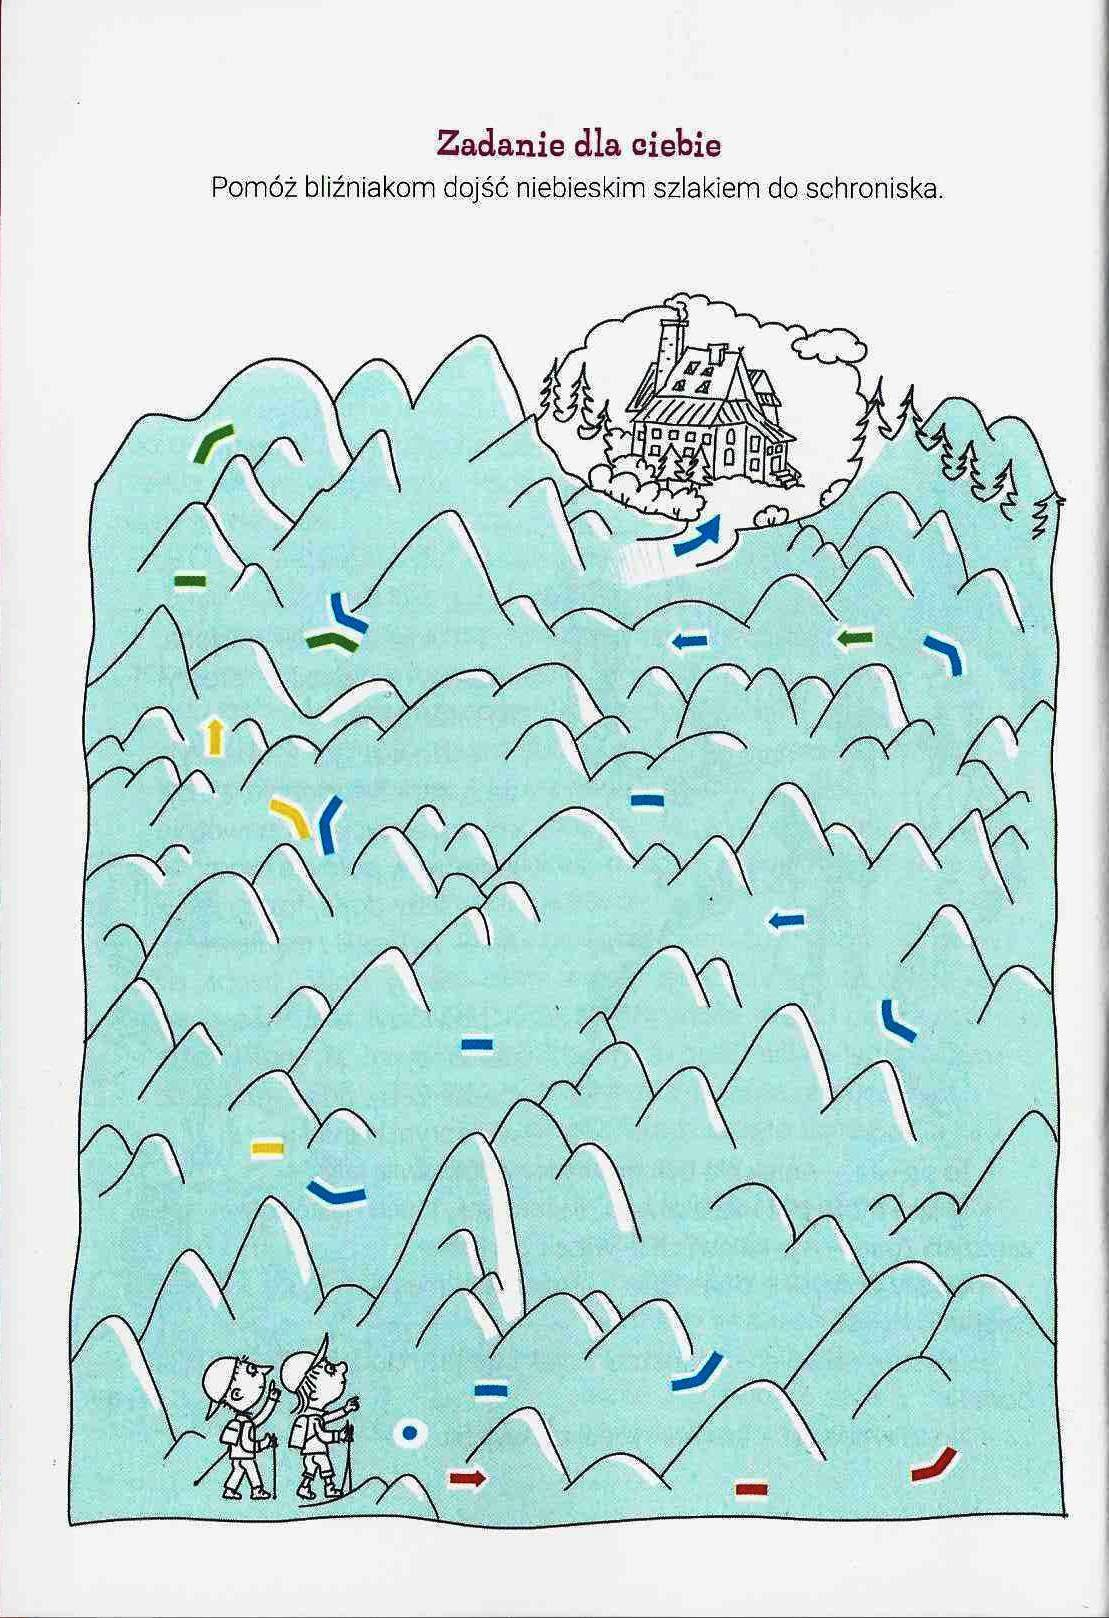 Zadanie dla ciebie
Pomóż bliźniakom dojść niebieskim szlakiem do schroniska.